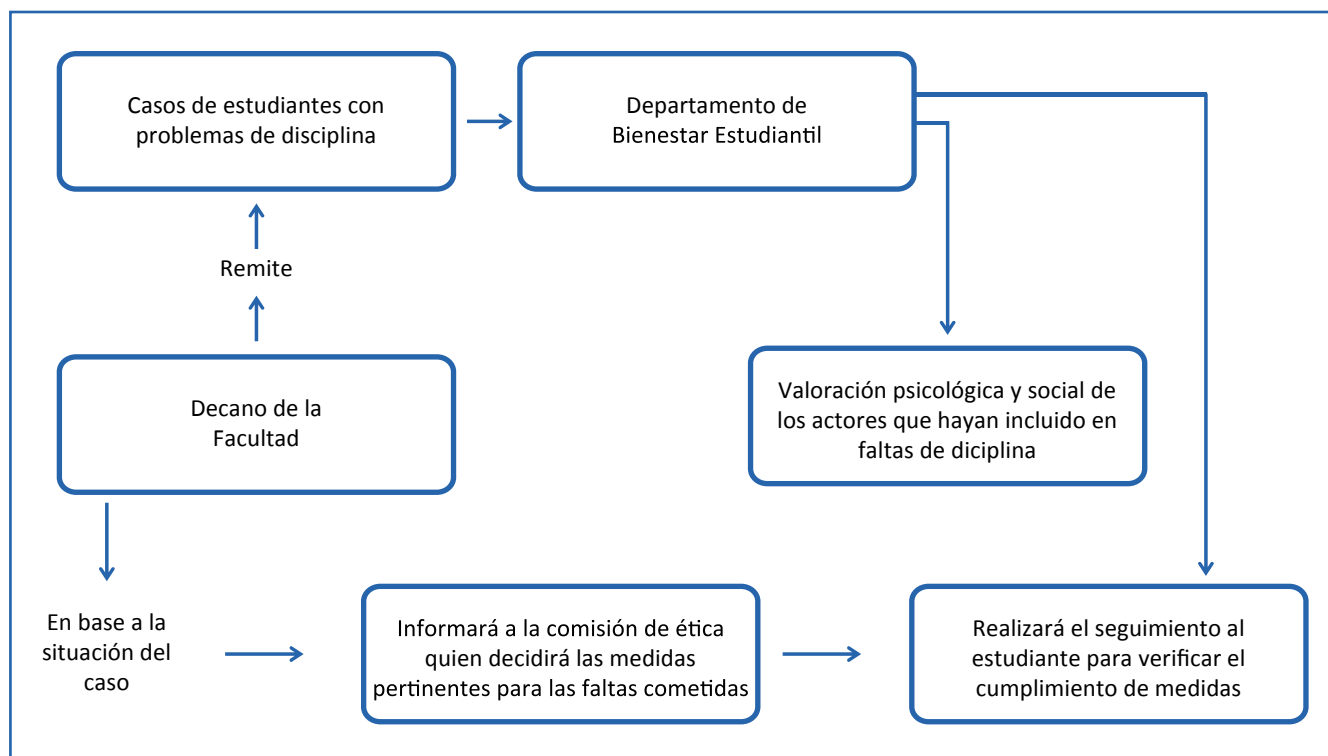 Casos de estudiantes con
problemas de disciplina
Departamento de
Bienestar Estudiantil
Remite
Decano de la
Facultad
Valoración psicológica y social de
los actores que hayan incluido en
faltas de diciplina
En base a la
situación del
caso
Informará a la comisión de ética
quien decidirá las medidas
pertinentes para las faltas cometidas
Realizará el seguimiento al
estudiante para verificar el
cumplimiento de medidas